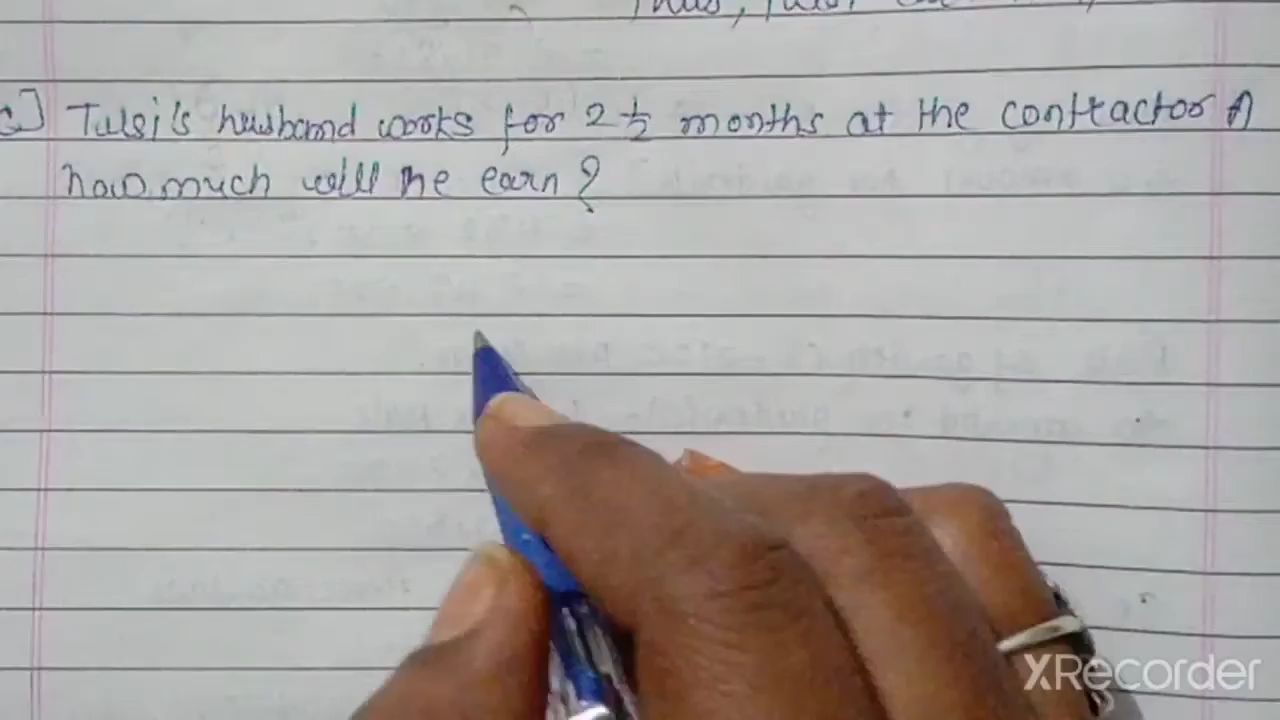 c] Tulsi's husband works for 2 1/2 months at the contractor
how much will he earn?
XRecorder